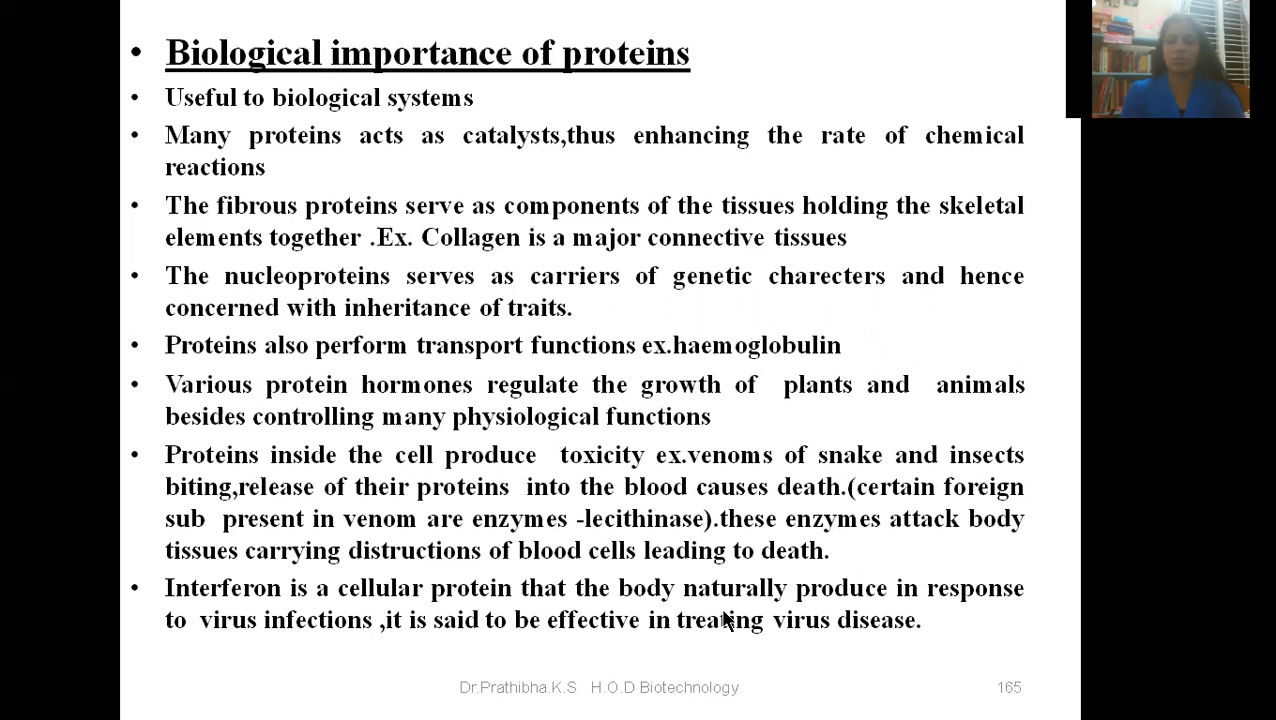 • Biological importance of proteins
• Useful to biological systems
• Many proteins acts as catalysts,thus enhancing the rate of chemical
reactions
• The fibrous proteins serve as components of the tissues holding the skeletal
elements together .Ex. Collagen is a major connective tissues
• The nucleoproteins serves as carriers of genetic charecters and hence
concerned with inheritance of traits.
• Proteins also perform transport functions ex.haemoglobulin
• Various protein hormones regulate the growth of plants and animals
besides controlling many physiological functions
• Proteins inside the cell produce toxicity ex.venoms of snake and insects
biting,release of their proteins into the blood causes death.(certain foreign
sub present in venom are enzymes -lecithinase).these enzymes attack body
tissues carrying distructions of blood cells leading to death.
• Interferon is a cellular protein that the body naturally produce in response
to virus infections ,it is said to be effective in treating virus disease.
Dr.Prathibha.K.S H.O.D Biotechnology 165